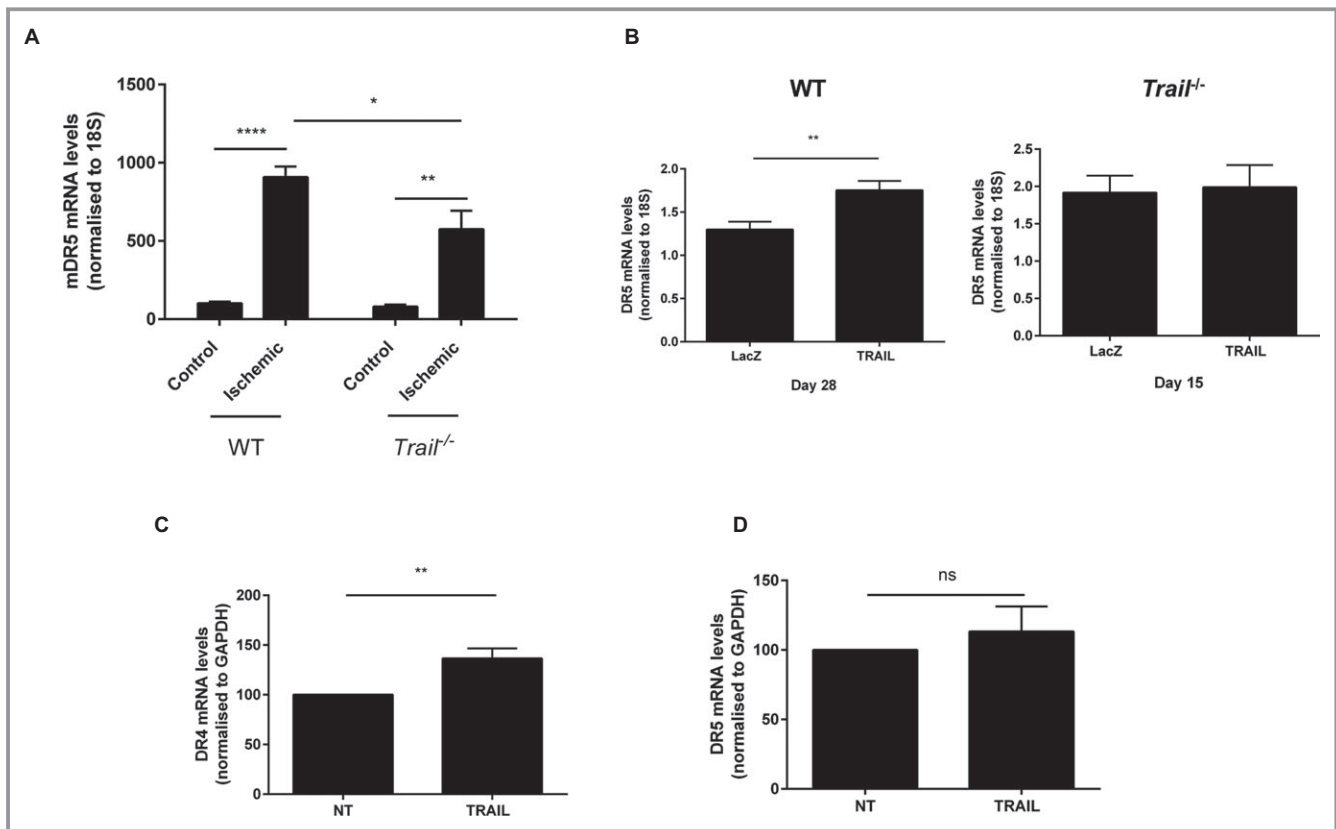 A
mDR5 mRNA levels
(normalised to 18S)
1500
1000
500
0
****
*
**
Control
Ischemic
Control
Ischemic
WT
Trail-/-
B
WT
DR5 mRNA levels
(normalised to 18S)
2.0
1.5
1.0
0.5
0.0
**
LacZ
TRAIL
Day 28
Trail-/-
DR5 mRNA levels
(normalised to 18S)
2.5
2.0
1.5
1.0
0.5
0.0
LacZ
TRAIL
Day 15
C
DR4 mRNA levels
(normalised to GAPDH)
200
150
100
50
0
**
NT
TRAIL
D
DR5 mRNA levels
(normalised to GAPDH)
150
100
50
0
ns
NT
TRAIL